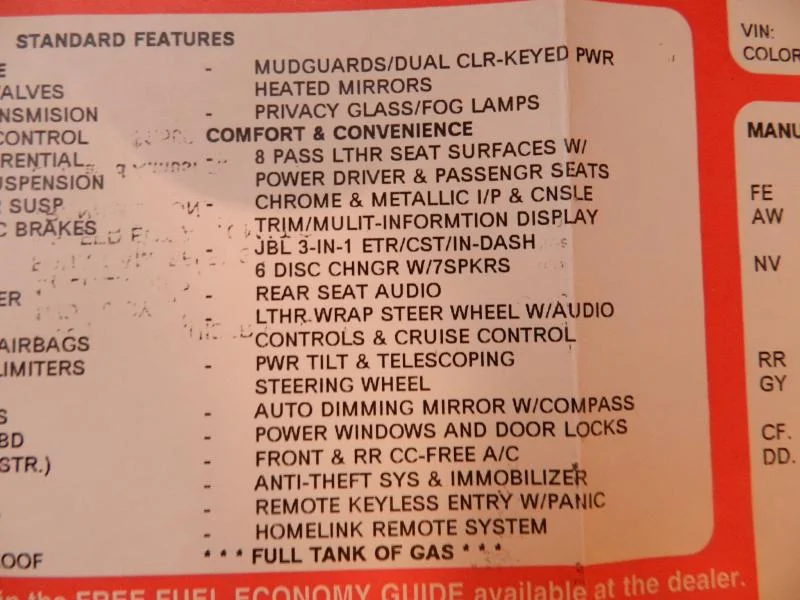 STANDARD FEATURES
E
ALVES
NSMISION
CONTROL
RENTIAL
USPENSION
R SUSP
C BRAKES
ER
AIRBAGS
LIMITERS
S
BD
STR.)
OOF
- MUDGUARDS/DUAL CLR-KEYED PWR
HEATED MIRRORS
- PRIVACY GLASS/FOG LAMPS
COMFORT & CONVENIENCE
- 8 PASS LTHR SEAT SURFACES W/
POWER DRIVER & PASSENGR SEATS
- CHROME & METALLIC I/P & CNSLE
TRIM/MULIT-INFORMTION DISPLAY
- JBL 3-IN-1 ETR/CST/IN-DASH
6 DISC CHNGR W/7SPKRS
- REAR SEAT AUDIO
- LTHR WRAP STEER WHEEL W/AUDIO
CONTROLS & CRUISE CONTROL
- PWR TILT & TELESCOPING
STEERING WHEEL
- AUTO DIMMING MIRROR W/COMPASS
- POWER WINDOWS AND DOOR LOCKS
- FRONT & RR CC-FREE A/C
- ANTI-THEFT SYS & IMMOBILIZER
- REMOTE KEYLESS ENTRY W/PANIC
- HOMELINK REMOTE SYSTEM
* * * FULL TANK OF GAS * * *
in the FREE FUEL ECONOMY GUIDE available at the dealer.
VIN:
COLOR
MANU
FE
AW
NV
RR
GY
CF.
DD.